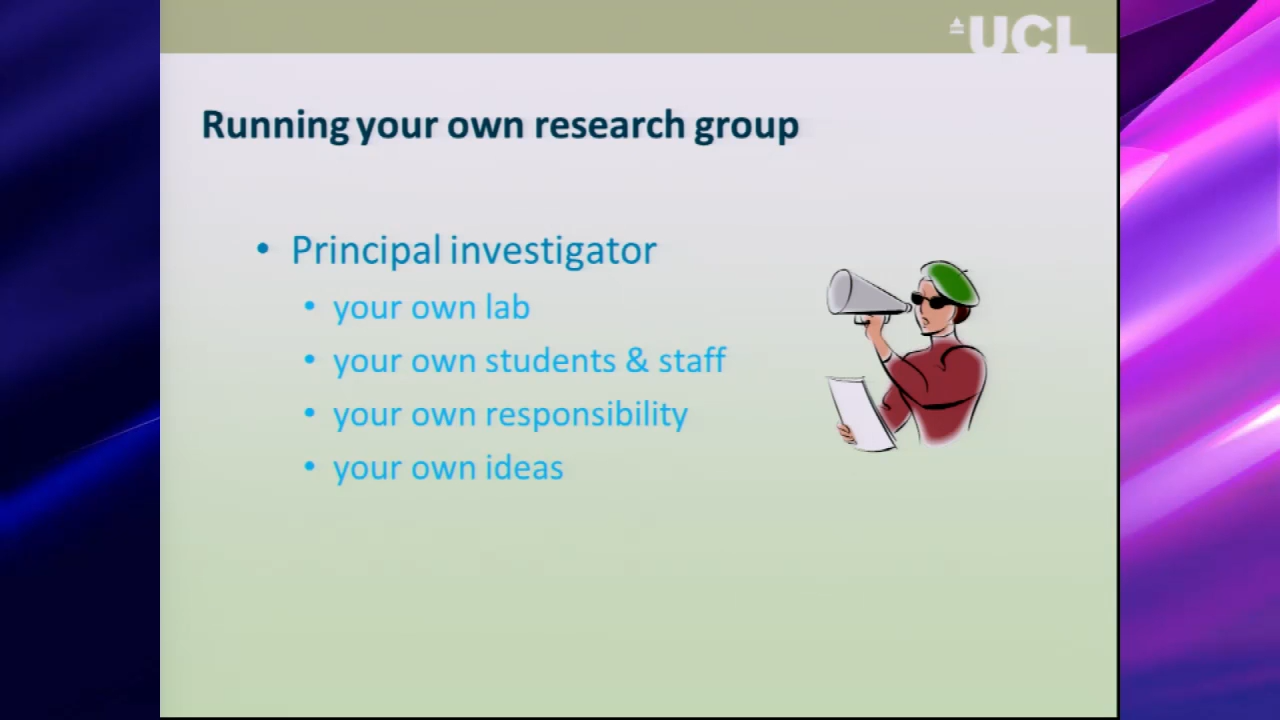 UCL
Running your own research group
• Principal investigator
• your own lab
• your own students & staff
• your own responsibility
• your own ideas